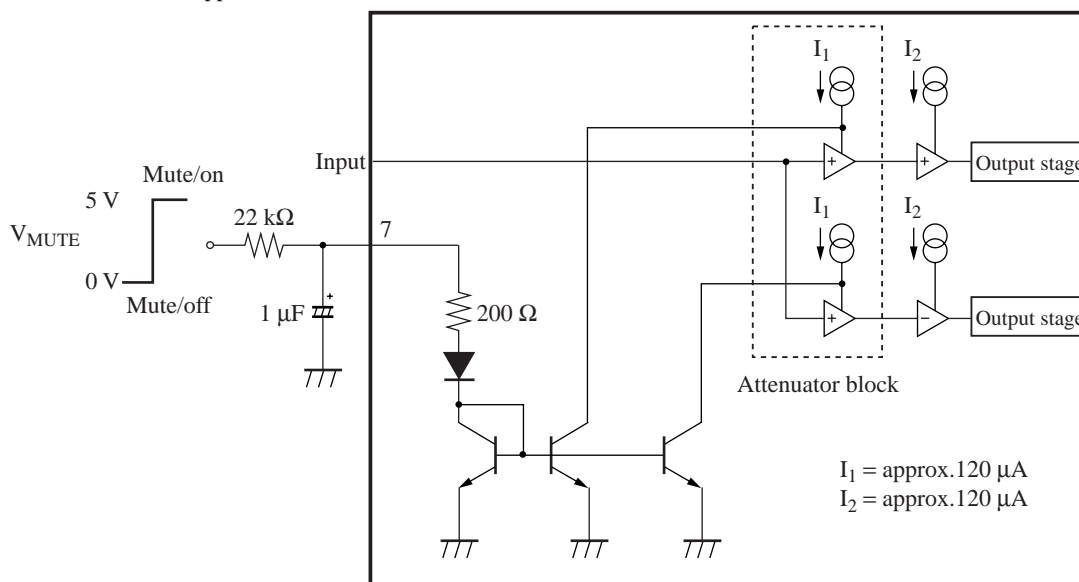 app
I1
I2
Input
+
+
Output stage
Mute/on
5 V
22 kΩ
7
VMUTE
I1
I2
0 V
Mute/off
1 µF
+
200 Ω
+
−
Output stage
Attenuator block
I1 = approx.120 µA
I2 = approx.120 µA